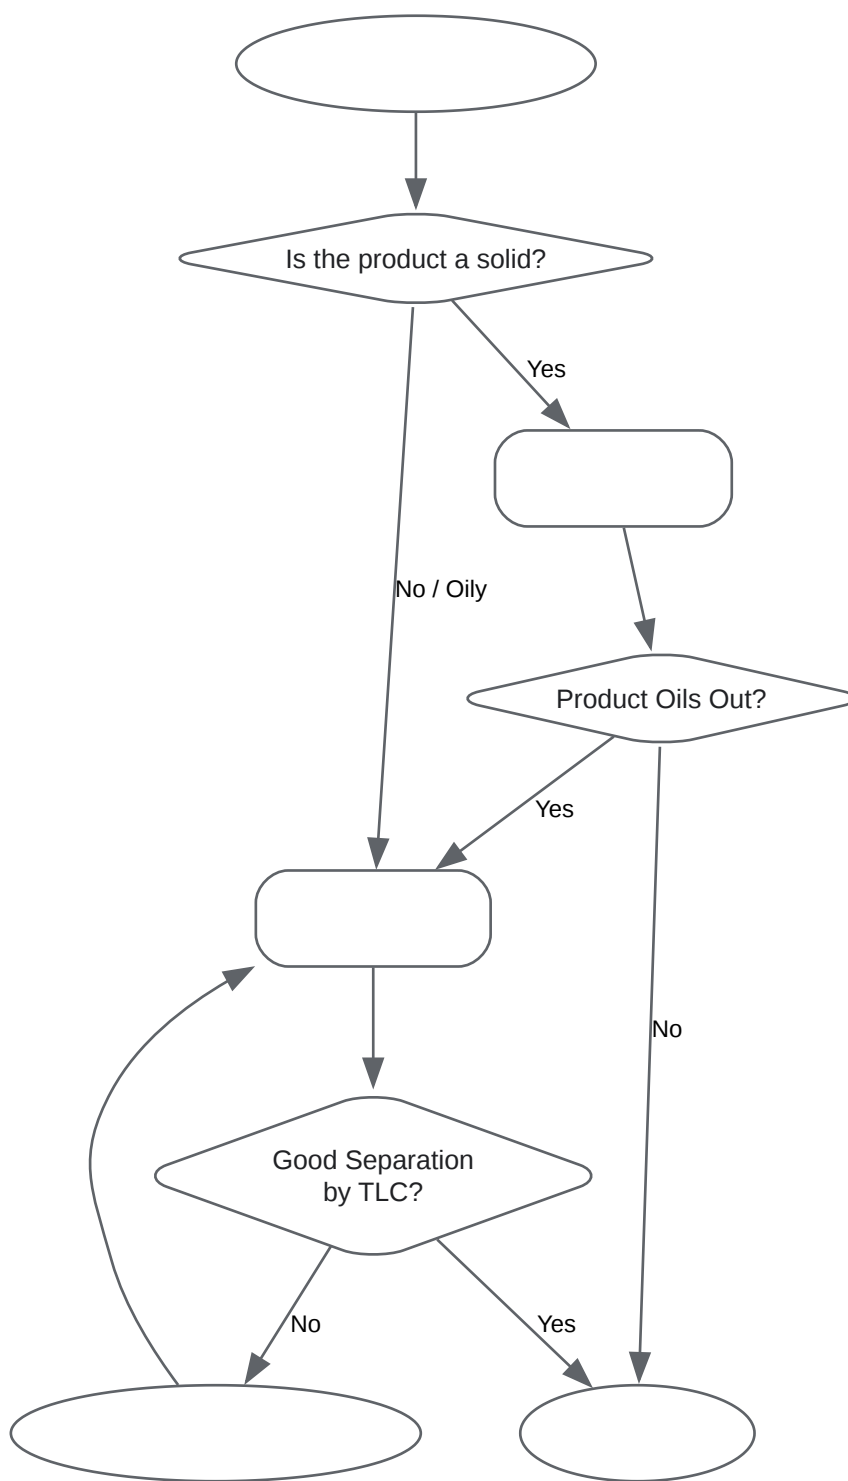 Is the product a solid?
Yes
No / Oily
Product Oils Out?
Yes
No
Good Separation
by TLC?
No
Yes